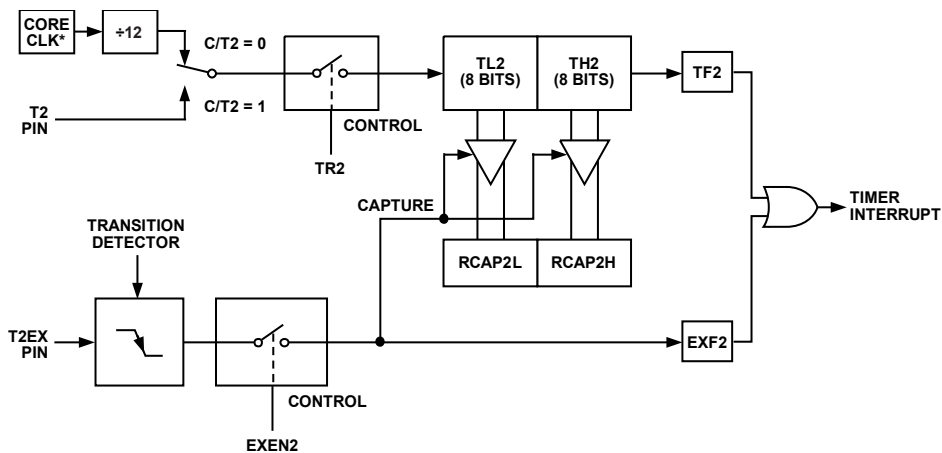 CORE
CLK*
÷12
C/T2 = 0
C/T2 = 1
T2
PIN
CONTROL
TR2
TL2
(8 BITS)
TH2
(8 BITS)
TF2
CAPTURE
TIMER
INTERRUPT
TRANSITION
DETECTOR
RCAP2L
RCAP2H
T2EX
PIN
EXF2
CONTROL
EXEN2